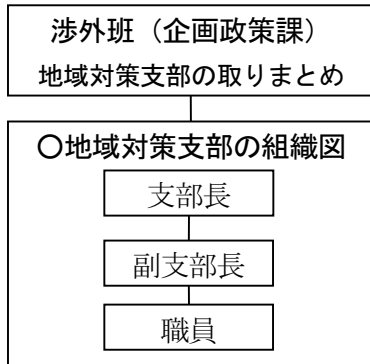 渉外班（企画政策課）
地域対策支部の取りまとめ
〇地域対策支部の組織図
支部長
副支部長
職員